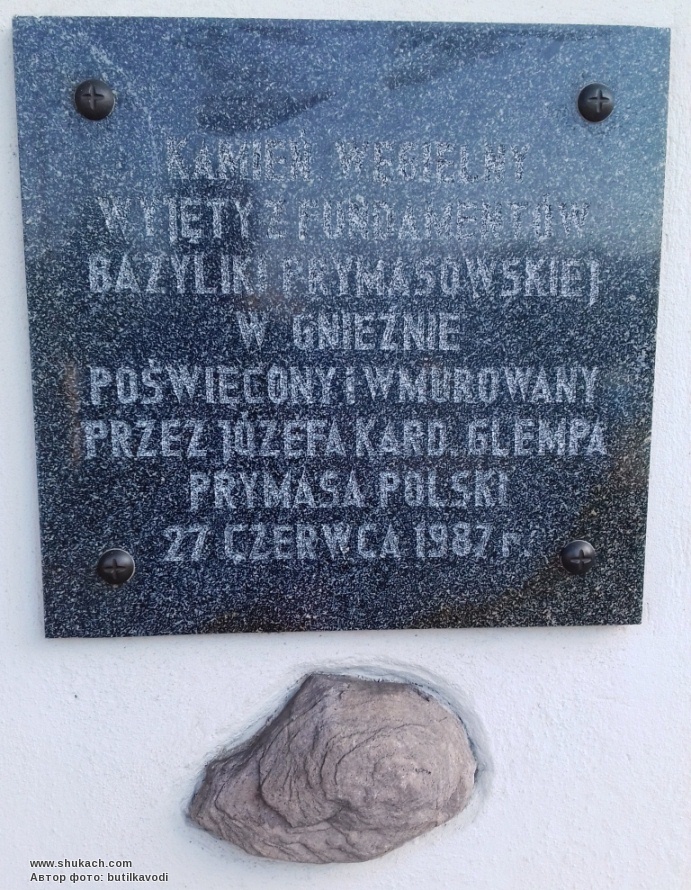 KAMIEŃ WĘGIELNY
WYJĘTY Z FUNDAMENTÓW
BAZYLIKI PRYMASOWSKIEJ
W GNIEŹNIE
POŚWIĘCONY i WMUROWANY
PRZEZ JÓZEFA KARD. GLEMPA
PRYMASA POLSKI
27 CZERWCA 1987 r.
www.shukach.com
Автор фото: butilkavodi